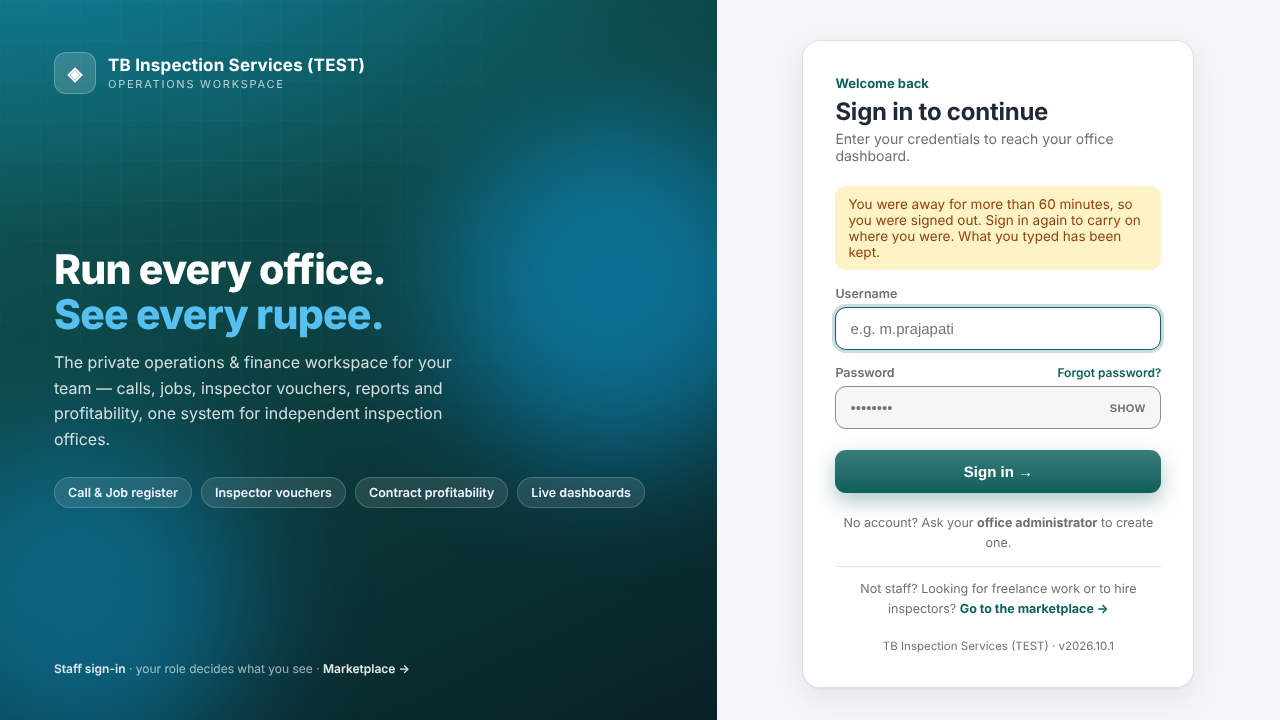 TB Inspection Services (TEST)
OPERATIONS WORKSPACE
Run every office.
See every rupee.
The private operations & finance workspace for your
team — calls, jobs, inspector vouchers, reports and
profitability, one system for independent inspection
offices.
Call & Job register
Inspector vouchers
Contract profitability
Live dashboards
Staff sign-in · your role decides what you see · Marketplace →
Welcome back
Sign in to continue
Enter your credentials to reach your office
dashboard.
You were away for more than 60 minutes, so
you were signed out. Sign in again to carry on
where you were. What you typed has been
kept.
Username
e.g. m.prajapati
Password
Forgot password?
••••••••
SHOW
Sign in →
No account? Ask your office administrator to create
one.
Not staff? Looking for freelance work or to hire
inspectors? Go to the marketplace →
TB Inspection Services (TEST) · v2026.10.1